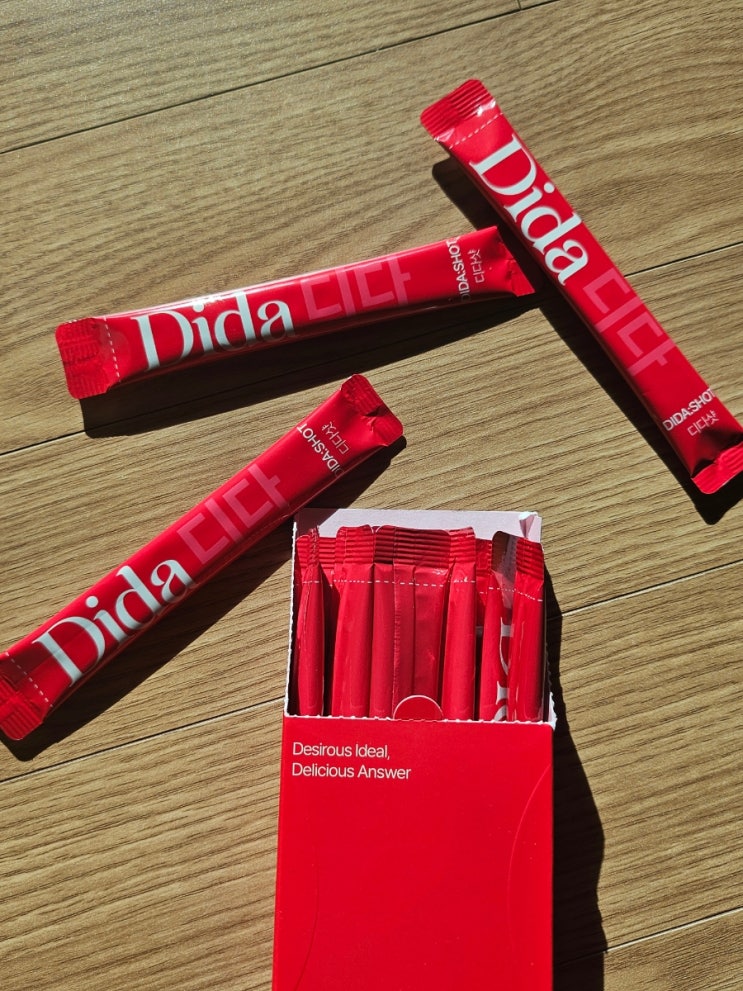 Dida 디다
DIDA:SHOT
디다샷
Dida 디다
DIDA:SHOT
디다샷
Dida 디다
DIDA:SHOT
디다샷
Desirous Ideal,
Delicious Answer